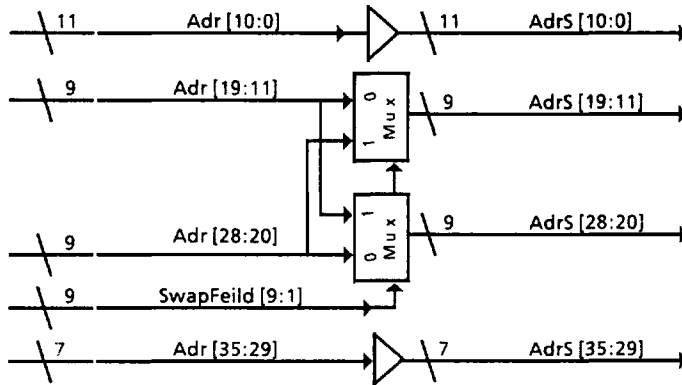 11 Adr [10:0] 11 AdrS [10:0]
9 Adr [19:11] 0 Mux 1 9 AdrS [19:11]
9 Adr [28:20] 1 Mux 0 9 AdrS [28:20]
9 SwapFeild [9:1]
7 Adr [35:29] 7 AdrS [35:29]